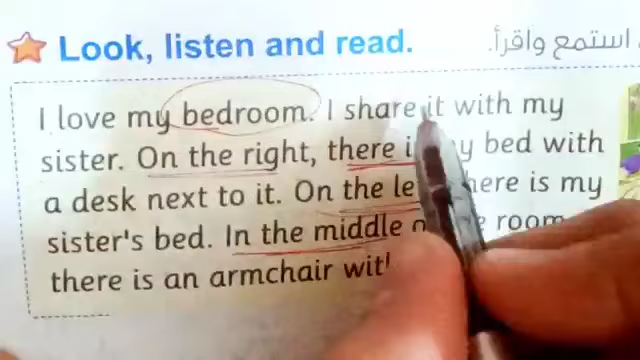 Look, listen and read.
استمع واقرأ.
I love my bedroom. I share it with my
sister. On the right, there my bed with
a desk next to it. On the here is my
sister's bed. In the middle room
there is an armchair